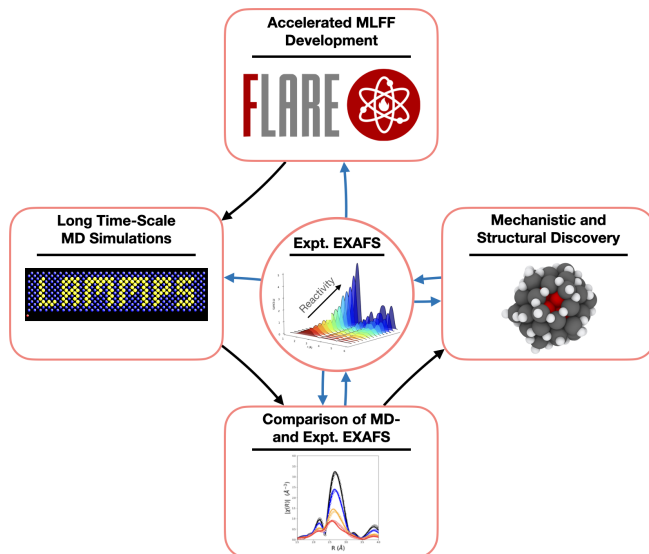 Accelerated MLFF
Development
FLARE
Long Time-Scale
MD Simulations
LAMMPS
Expt. EXAFS
Reactivity
Mechanistic and
Structural Discovery
Comparison of MD-
and Expt. EXAFS
|χ(R)| (Å⁻³)
R (Å)